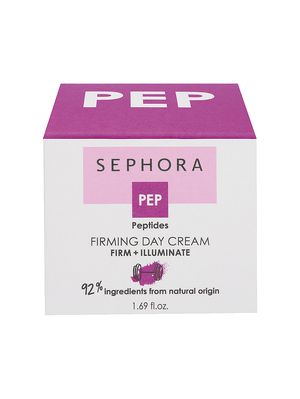 PEP
SEPHORA
PEP
Peptides
FIRMING DAY CREAM
FIRM + ILLUMINATE
92% ingredients from natural origin
1.69 fl.oz.